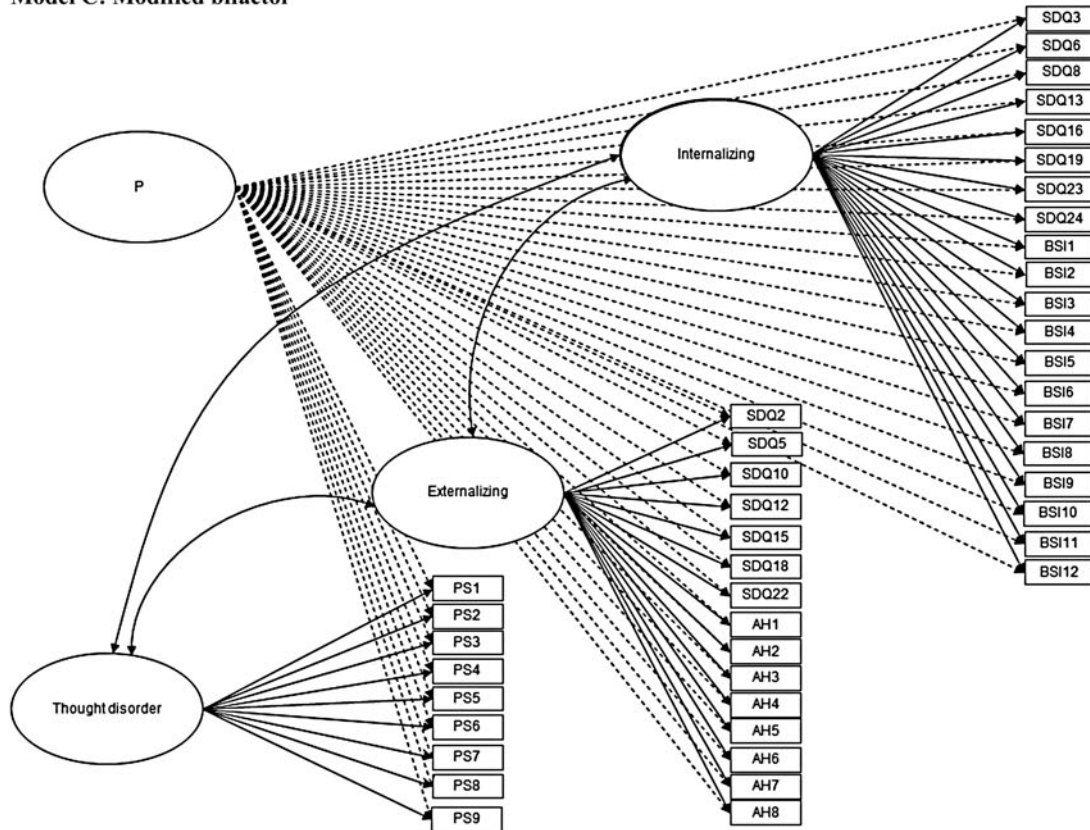 Model C: Modified bifactor
P
Internalizing
Externalizing
Thought disorder
SDQ3
SDQ6
SDQ8
SDQ13
SDQ16
SDQ19
SDQ23
SDQ24
BSI1
BSI2
BSI3
BSI4
BSI5
BSI6
BSI7
BSI8
BSI9
BSI10
BSI11
BSI12
SDQ2
SDQ5
SDQ10
SDQ12
SDQ15
SDQ18
SDQ22
AH1
AH2
AH3
AH4
AH5
AH6
AH7
AH8
PS1
PS2
PS3
PS4
PS5
PS6
PS7
PS8
PS9